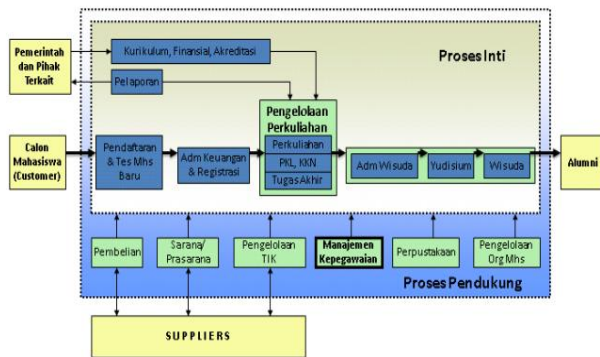 Pemerintah
dan Pihak
Terkait
Kurikulum, Finansial, Akreditasi
Proses Inti
Pelaporan
Pengelolaan
Perkuliahan
Calon
Mahasiswa
(Customer)
Pendaftaran
& Tes Mhs
Baru
Adm Keuangan
& Registrasi
Perkuliahan
PKL, KKN
Tugas Akhir
Adm Wisuda
Yudisium
Wisuda
Alumni
Pembelian
Sarana/
Prasarana
Pengelolaan
TIK
Manajemen
Kepegawaian
Perpustakaan
Pengelolaan
Org Mhs
Proses Pendukung
SUPPLIERS